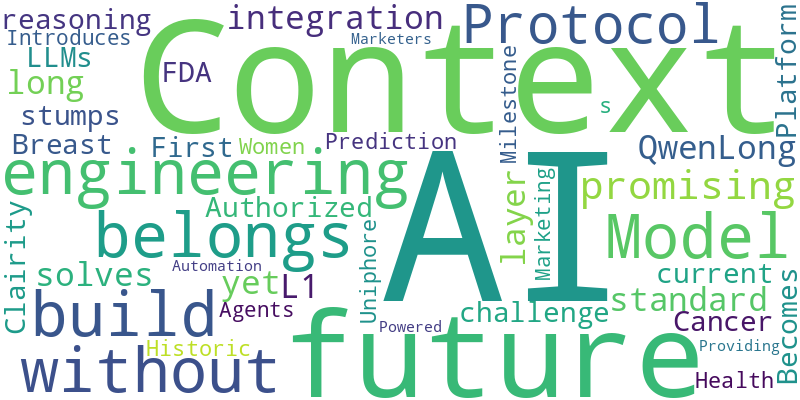 reasoning
Introduces
LLMs
long
FDA
integration
Marketers
Protocol
Context
Platform
stumps
Breast
First
Women
Prediction
Milestone
s
QwenLong
engineering
AI
promising
Authorized
layer
Marketing
Clairity
belongs
Model
solves
Automation
yet
L1
Agents
Uniphore
challenge
current
standard
Becomes
build
Historic
Powered
Cancer
Providing
without
future
Health